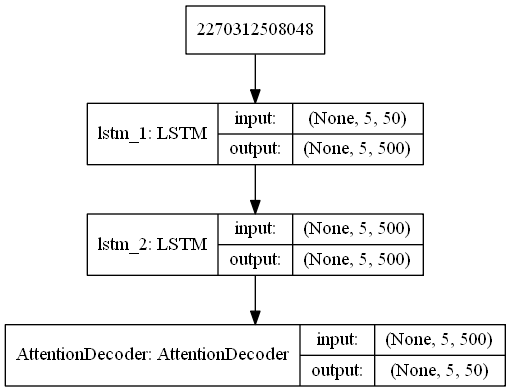 2270312508048
lstm_1: LSTM
input:
(None, 5, 50)
output:
(None, 5, 500)
lstm_2: LSTM
input:
(None, 5, 500)
output:
(None, 5, 500)
AttentionDecoder: AttentionDecoder
input:
(None, 5, 500)
output:
(None, 5, 50)